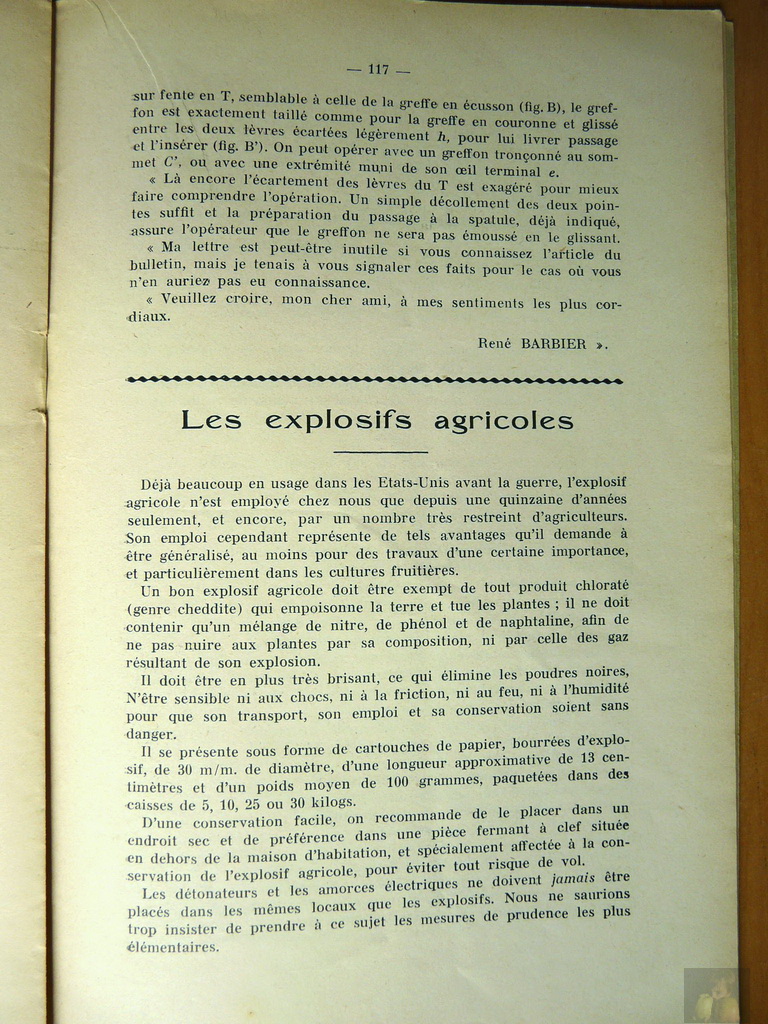 — 117 —
sur fente en T, semblable à celle de la greffe en écusson (fig. B), le gref-
fon est exactement taillé comme pour la greffe en couronne et glissé
entre les deux lèvres écartées légèrement h, pour lui livrer passage
et l'insérer (fig. B'). On peut opérer avec un greffon tronçonné au som-
met C', ou avec une extrémité muni de son œil terminal e.
« Là encore l'écartement des lèvres du T est exagéré pour mieux
faire comprendre l'opération. Un simple décollement des deux poin-
tes suffit et la préparation du passage à la spatule, déjà indiqué,
assure l'opérateur que le greffon ne sera pas émoussé en le glissant.
« Ma lettre est peut-être inutile si vous connaissez l'article du
bulletin, mais je tenais à vous signaler ces faits pour le cas où vous
n'en auriez pas eu connaissance.
« Veuillez croire, mon cher ami, à mes sentiments les plus cor-
diaux.
René BARBIER ».
Les explosifs agricoles
Déjà beaucoup en usage dans les Etats-Unis avant la guerre, l'explosif
agricole n'est employé chez nous que depuis une quinzaine d'années
seulement, et encore, par un nombre très restreint d'agriculteurs.
Son emploi cependant représente de tels avantages qu'il demande à
être généralisé, au moins pour des travaux d'une certaine importance,
et particulièrement dans les cultures fruitières.
Un bon explosif agricole doit être exempt de tout produit chloraté
(genre cheddite) qui empoisonne la terre et tue les plantes ; il ne doit
contenir qu'un mélange de nitre, de phénol et de naphtaline, afin de
ne pas nuire aux plantes par sa composition, ni par celle des gaz
résultant de son explosion.
Il doit être en plus très brisant, ce qui élimine les poudres noires,
N'être sensible ni aux chocs, ni à la friction, ni au feu, ni à l'humidité
pour que son transport, son emploi et sa conservation soient sans
danger.
Il se présente sous forme de cartouches de papier, bourrées d'explo-
sif, de 30 m/m. de diamètre, d'une longueur approximative de 13 cen-
timètres et d'un poids moyen de 100 grammes, paquetées dans des
caisses de 5, 10, 25 ou 30 kilogs.
D'une conservation facile, on recommande de le placer dans un
endroit sec et de préférence dans une pièce fermant à clef située
en dehors de la maison d'habitation, et spécialement affectée à la con-
servation de l'explosif agricole, pour éviter tout risque de vol.
Les détonateurs et les amorces électriques ne doivent jamais être
placés dans les mêmes locaux que les explosifs. Nous ne saurions
trop insister de prendre à ce sujet les mesures de prudence les plus
élémentaires.